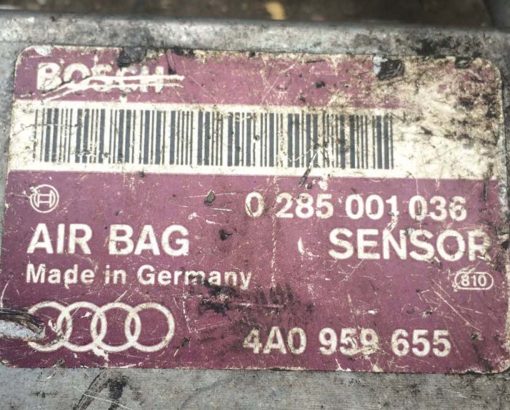 BOSCH
0 285 001 036
AIR BAG SENSOR
Made in Germany 810
4A0 959 655